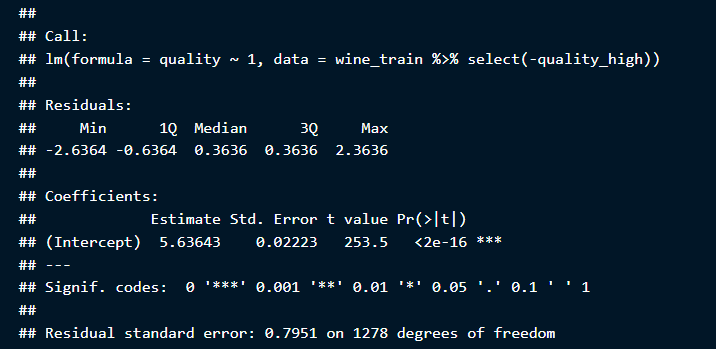 ##
## Call:
## lm(formula = quality ~ 1, data = wine_train %>% select(-quality_high))
##
## Residuals:
##     Min      1Q  Median      3Q     Max
## -2.6364 -0.6364  0.3636  0.3636  2.3636
##
## Coefficients:
##             Estimate Std. Error t value Pr(>|t|)
## (Intercept)  5.63643    0.02223   253.5   <2e-16 ***
## ---
## Signif. codes:  0 '***' 0.001 '**' 0.01 '*' 0.05 '.' 0.1 ' ' 1
##
## Residual standard error: 0.7951 on 1278 degrees of freedom